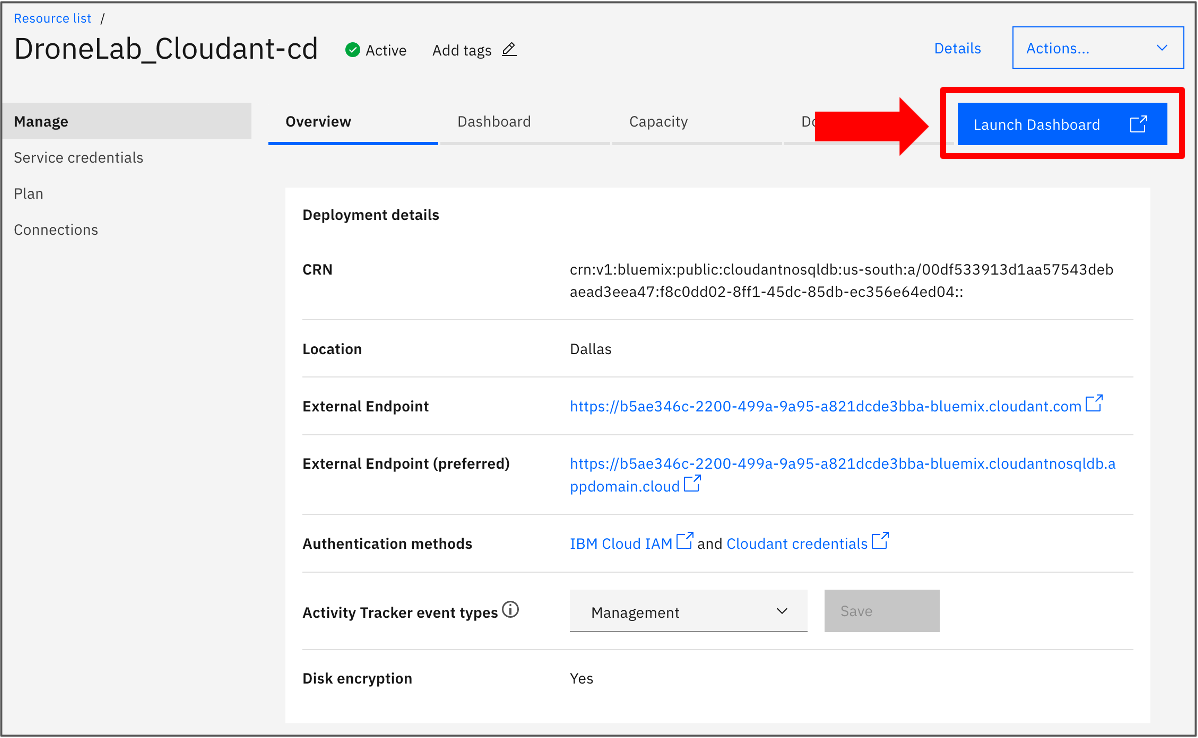 Resource list /
DroneLab_Cloudant-cd Active Add tags
Details Actions...
Manage
Service credentials
Plan
Connections
Overview Dashboard Capacity
Launch Dashboard
Deployment details
CRN crn:v1:bluemix:public:cloudantnosqldb:us-south:a/00df533913d1aa57543deb
aead3eea47:f8c0dd02-8ff1-45dc-85db-ec356e64ed04::
Location Dallas
External Endpoint https://b5ae346c-2200-499a-9a95-a821dcde3bba-bluemix.cloudant.com
External Endpoint (preferred) https://b5ae346c-2200-499a-9a95-a821dcde3bba-bluemix.cloudantnosqldb.a
ppdomain.cloud
Authentication methods IBM Cloud IAM and Cloudant credentials
Activity Tracker event types Management Save
Disk encryption Yes